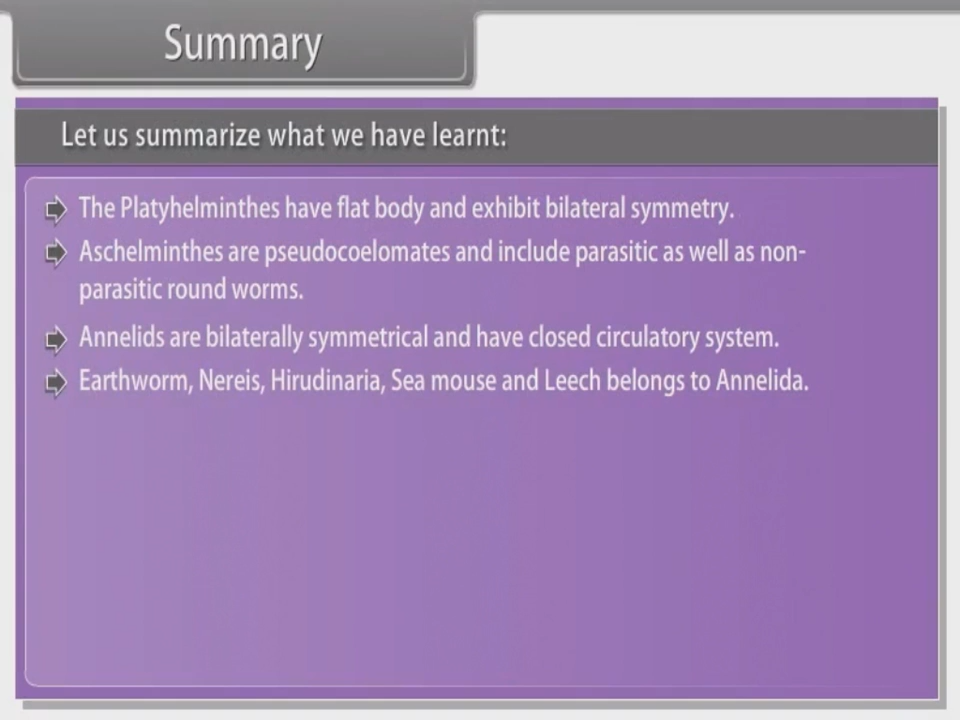 Summary
Let us summarize what we have learnt:
The Platyhelminthes have flat body and exhibit bilateral symmetry.
Aschelminthes are pseudocoelomates and include parasitic as well as non-
parasitic round worms.
Annelids are bilaterally symmetrical and have closed circulatory system.
Earthworm, Nereis, Hirudinaria, Sea mouse and Leech belongs to Annelida.